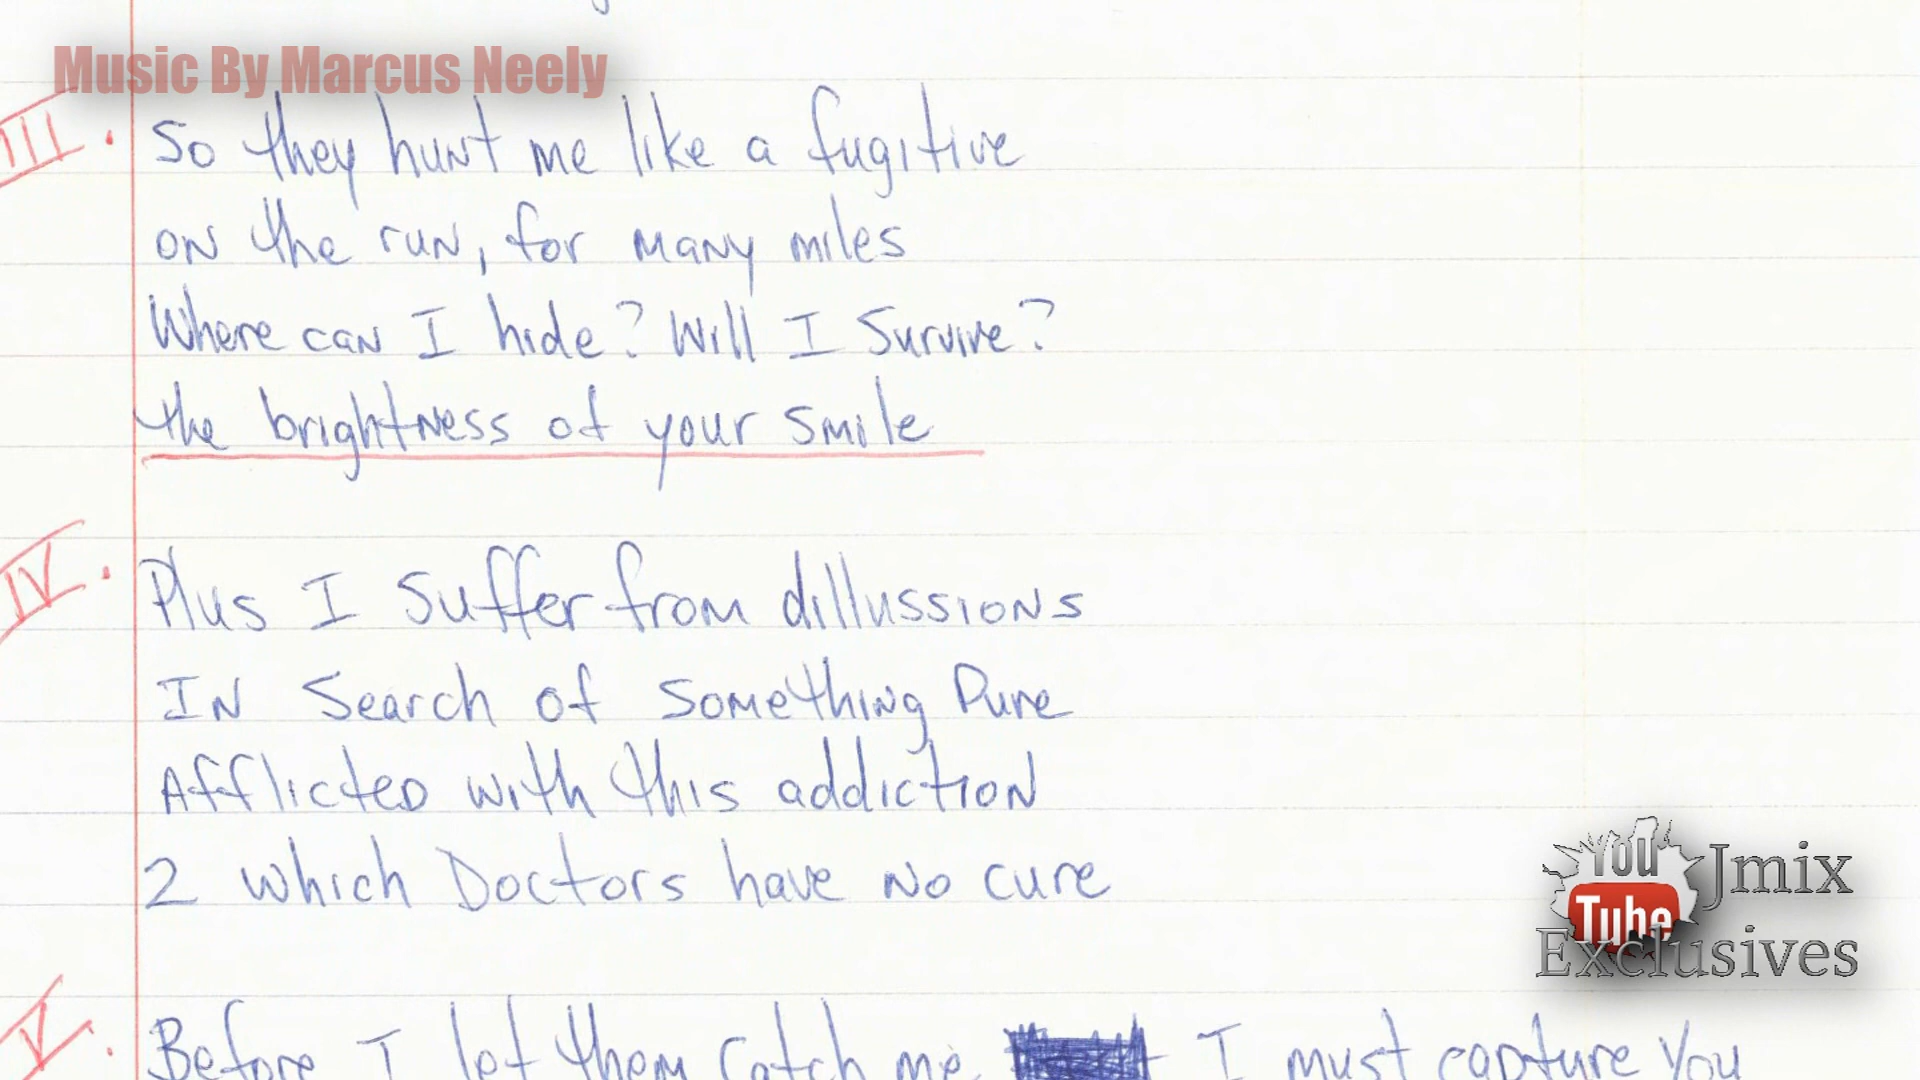 Music By Marcus Neely
III. So they hunt me like a fugitive
on the run, for many miles
Where can I hide? Will I survive?
the brightness of your smile
IV. Plus I suffer from dillussions
In search of something Pure
Afflicted with this addiction
2 which Doctors have no cure
V. Before I let them catch me I must capture You
You
Tube
Jmix
Exclusives